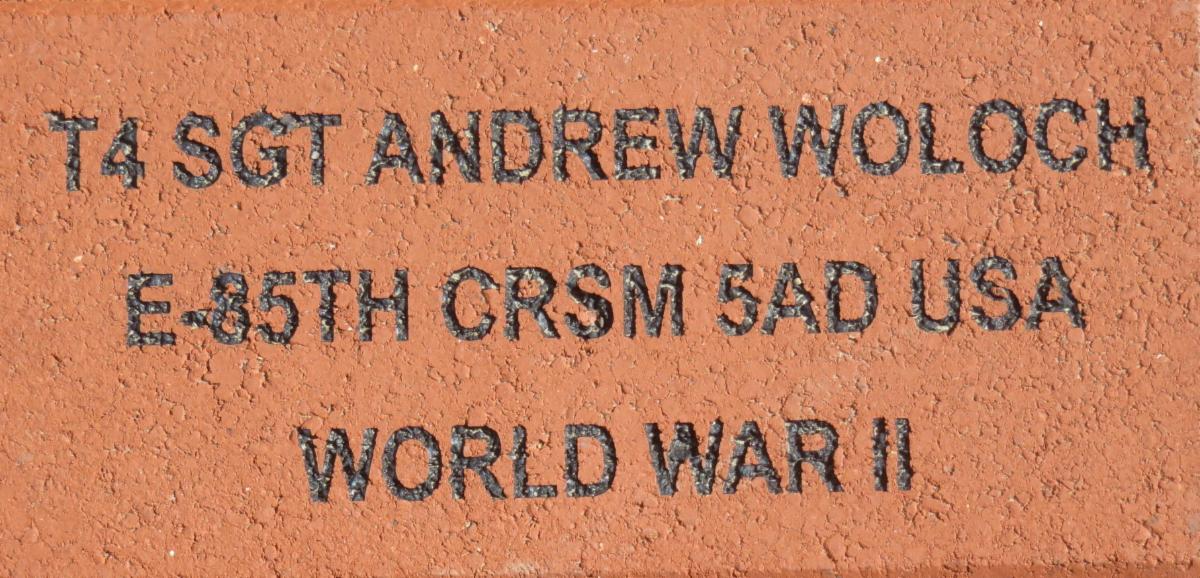 T4 SGT ANDREW WOLOCH
E-85TH CRSM 5AD USA
WORLD WAR II